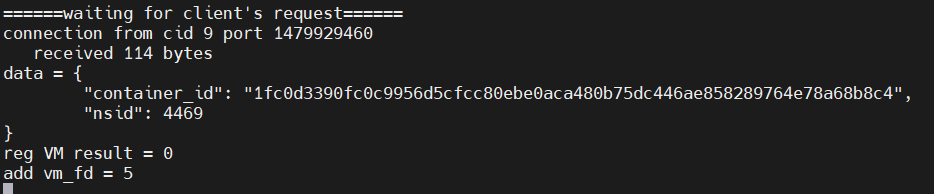 ======waiting for client's request======
connection from cid 9 port 1479929460
   received 114 bytes
data = {
        "container_id": "1fc0d3390fc0c9956d5cfcc80ebe0aca480b75dc446ae858289764e78a68b8c4",
        "nsid": 4469
}
reg VM result = 0
add vm_fd = 5